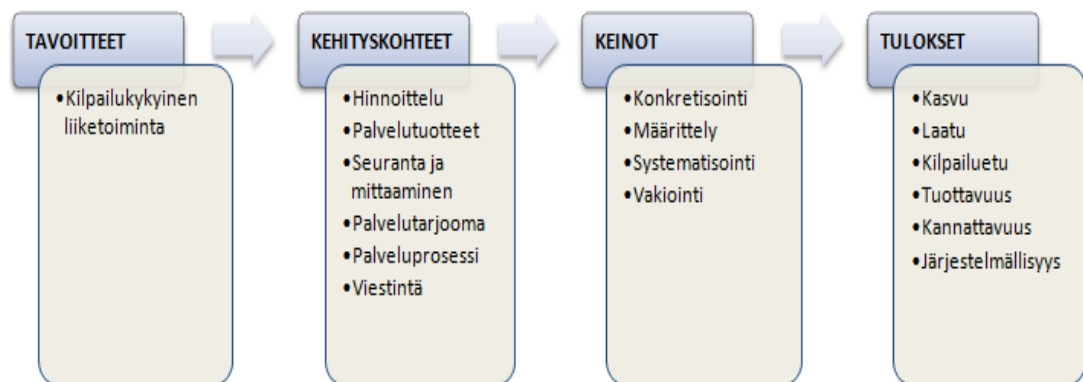 TAVOITTEET
•Kilpailukykyinen
liiketoiminta
KEHITYSKOHTEET
•Hinnoittelu
•Palvelutuotteet
•Seuranta ja
mittaaminen
•Palvelutarjooma
•Palveluprosessi
•Viestintä
KEINOT
•Konkretisointi
•Määrittely
•Systematisointi
•Vakiointi
TULOKSET
•Kasvu
•Laatu
•Kilpailuetu
•Tuottavuus
•Kannattavuus
•Järjestelmällisyys